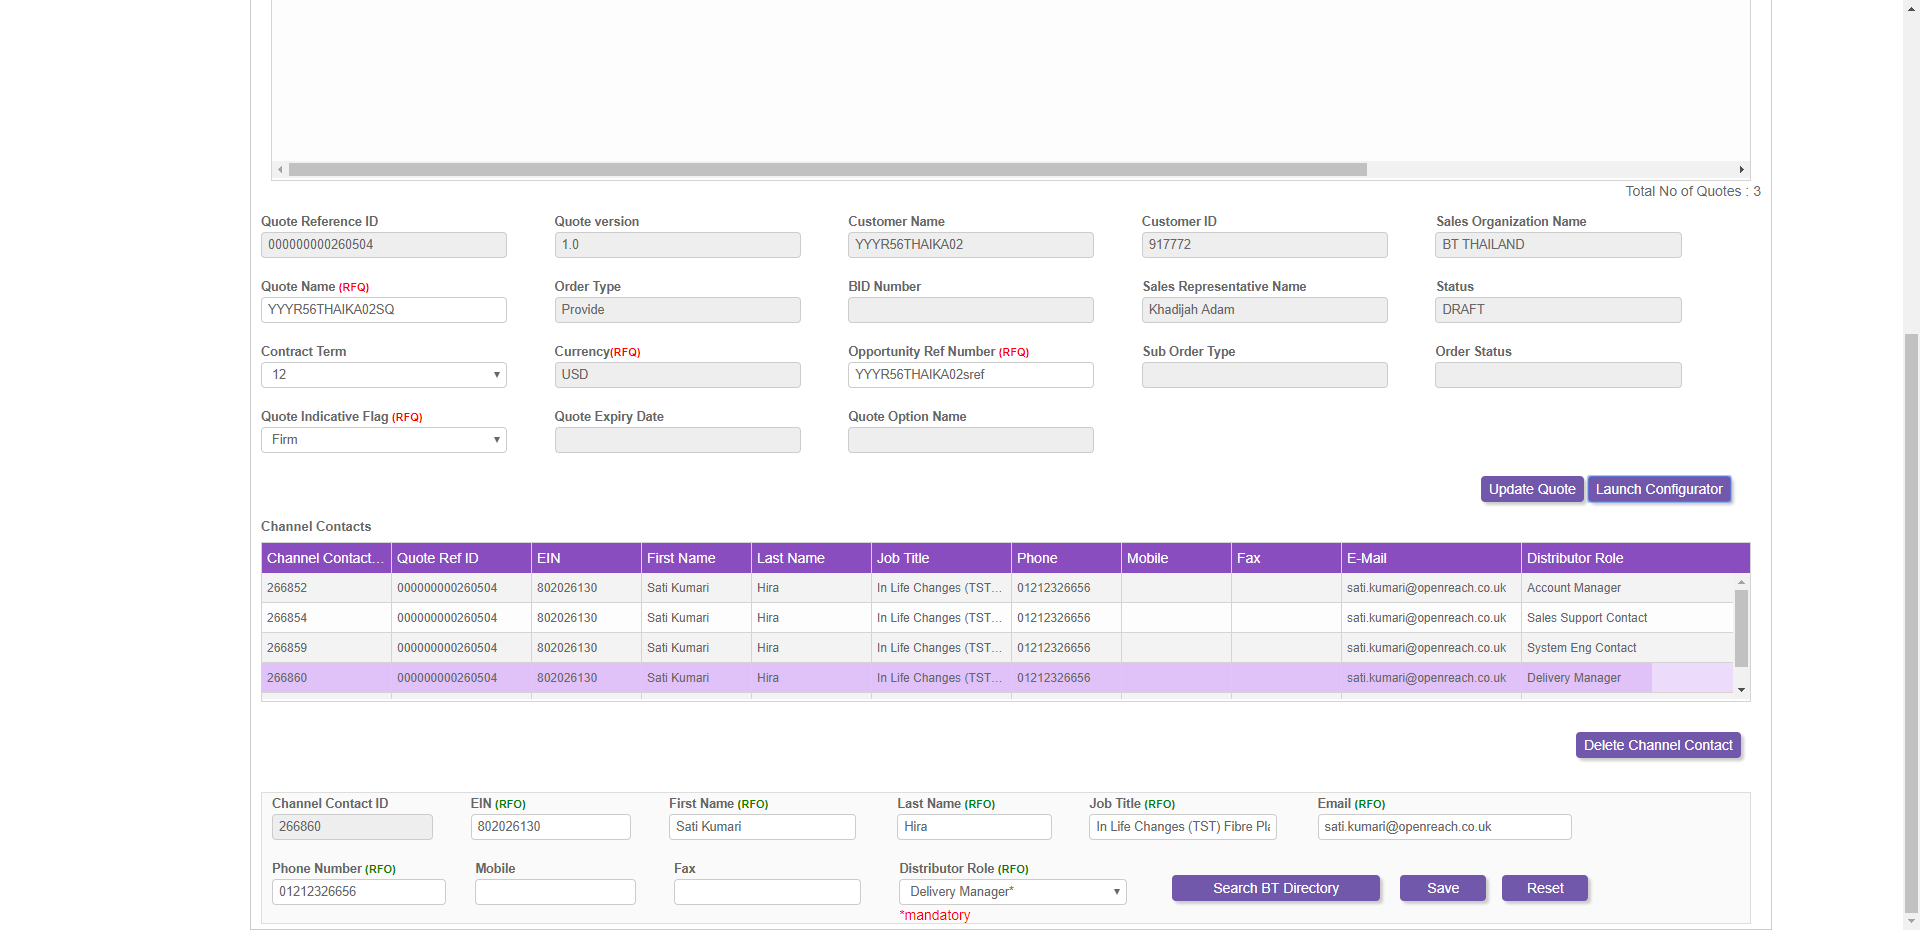 Total No of Quotes : 3
Quote Reference ID Quote version Customer Name Customer ID Sales Organization Name
000000000260504 1.0 YYYR56THAIKA02 917772 BT THAILAND
Quote Name (RFQ) Order Type BID Number Sales Representative Name Status
YYYR56THAIKA02SQ Provide Khadijah Adam DRAFT
Contract Term Currency(RFQ) Opportunity Ref Number (RFQ) Sub Order Type Order Status
12 USD YYYR56THAIKA02sref
Quote Indicative Flag (RFQ) Quote Expiry Date Quote Option Name
Firm
Update Quote Launch Configurator
Channel Contacts
Channel Contact... Quote Ref ID EIN First Name Last Name Job Title Phone Mobile Fax E-Mail Distributor Role
266852 000000000260504 802026130 Sati Kumari Hira In Life Changes (TST... 01212326656 sati.kumari@openreach.co.uk Account Manager
266854 000000000260504 802026130 Sati Kumari Hira In Life Changes (TST... 01212326656 sati.kumari@openreach.co.uk Sales Support Contact
266859 000000000260504 802026130 Sati Kumari Hira In Life Changes (TST... 01212326656 sati.kumari@openreach.co.uk System Eng Contact
266860 000000000260504 802026130 Sati Kumari Hira In Life Changes (TST... 01212326656 sati.kumari@openreach.co.uk Delivery Manager
Delete Channel Contact
Channel Contact ID EIN (RFO) First Name (RFO) Last Name (RFO) Job Title (RFO) Email (RFO)
266860 802026130 Sati Kumari Hira In Life Changes (TST) Fibre Pla sati.kumari@openreach.co.uk
Phone Number (RFO) Mobile Fax Distributor Role (RFO)
01212326656 Delivery Manager* Search BT Directory Save Reset
*mandatory